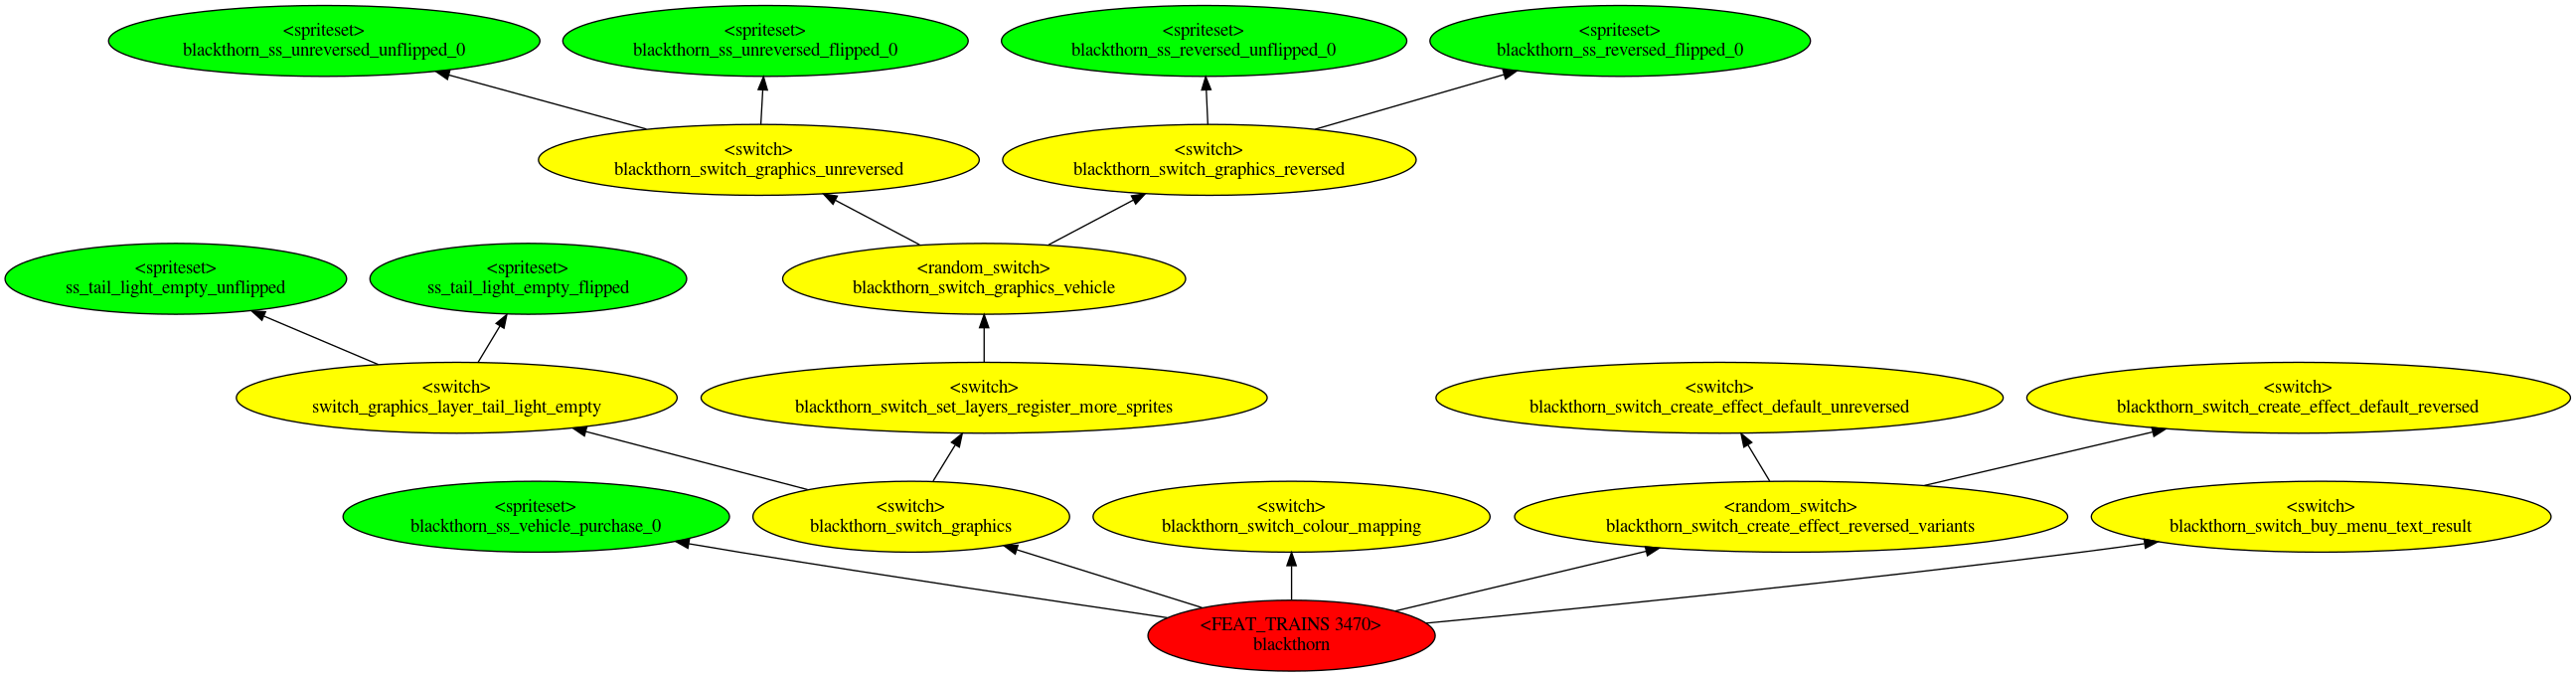 <spriteset>
blackthorn_ss_unreversed_unflipped_0
<spriteset>
blackthorn_ss_unreversed_flipped_0
<spriteset>
blackthorn_ss_reversed_unflipped_0
<spriteset>
blackthorn_ss_reversed_flipped_0
<switch>
blackthorn_switch_graphics_unreversed
<switch>
blackthorn_switch_graphics_reversed
<spriteset>
ss_tail_light_empty_unflipped
<spriteset>
ss_tail_light_empty_flipped
<random_switch>
blackthorn_switch_graphics_vehicle
<switch>
switch_graphics_layer_tail_light_empty
<switch>
blackthorn_switch_set_layers_register_more_sprites
<switch>
blackthorn_switch_create_effect_default_unreversed
<switch>
blackthorn_switch_create_effect_default_reversed
<spriteset>
blackthorn_ss_vehicle_purchase_0
<switch>
blackthorn_switch_graphics
<switch>
blackthorn_switch_colour_mapping
<random_switch>
blackthorn_switch_create_effect_reversed_variants
<switch>
blackthorn_switch_buy_menu_text_result
<FEAT_TRAINS 3470>
blackthorn